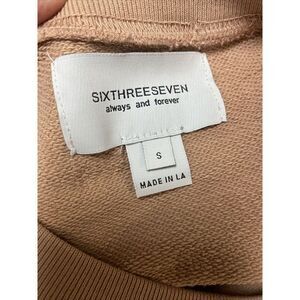 SIXTHREESEVEN
always and forever
S
MADE IN LA